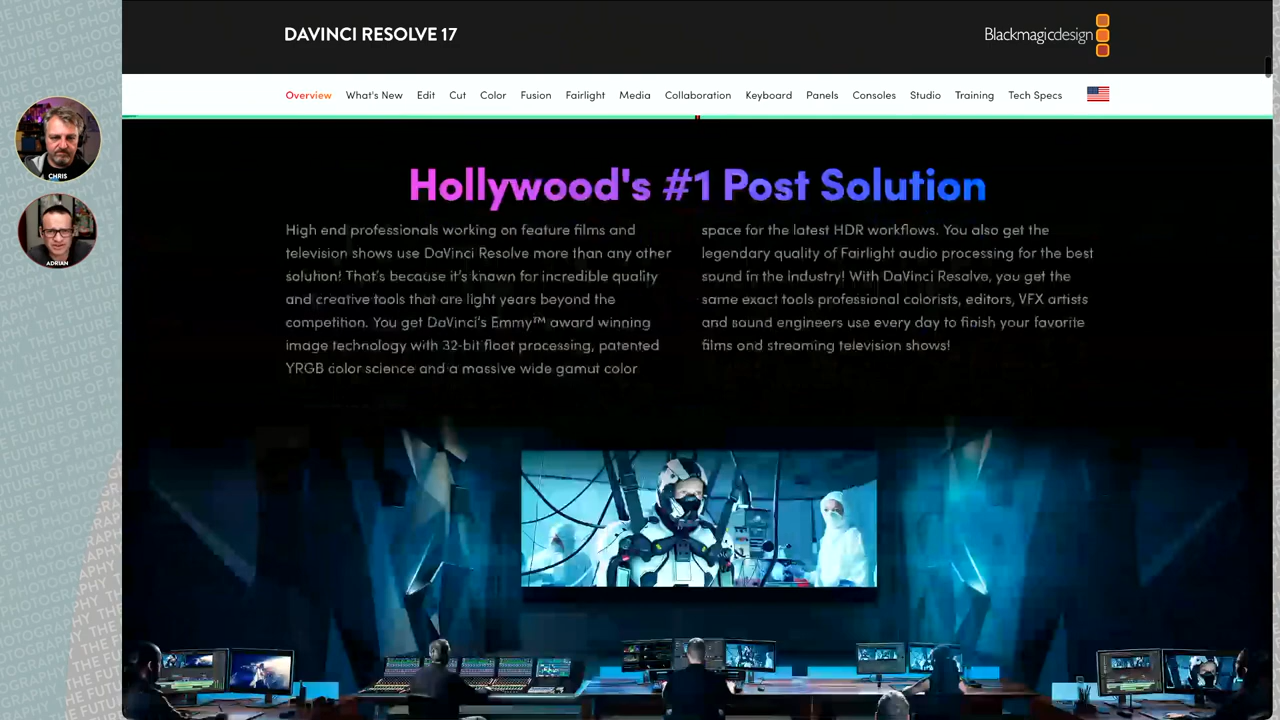 DAVINCI RESOLVE 17
Blackmagicdesign
Overview What's New Edit Cut Color Fusion Fairlight Media Collaboration Keyboard Panels Consoles Studio Training Tech Specs
CHRIS
ADRIAN
Hollywood's #1 Post Solution
High end professionals working on feature films and
television shows use DaVinci Resolve more than any other
solution! That's because it's known for incredible quality
and creative tools that are light years beyond the
competition. You get DaVinci's Emmy™ award winning
image technology with 32-bit float processing, patented
YRGB color science and a massive wide gamut color
space for the latest HDR workflows. You also get the
legendary quality of Fairlight audio processing for the best
sound in the industry! With DaVinci Resolve, you get the
same exact tools professional colorists, editors, VFX artists
and sound engineers use every day to finish your favorite
films and streaming television shows!